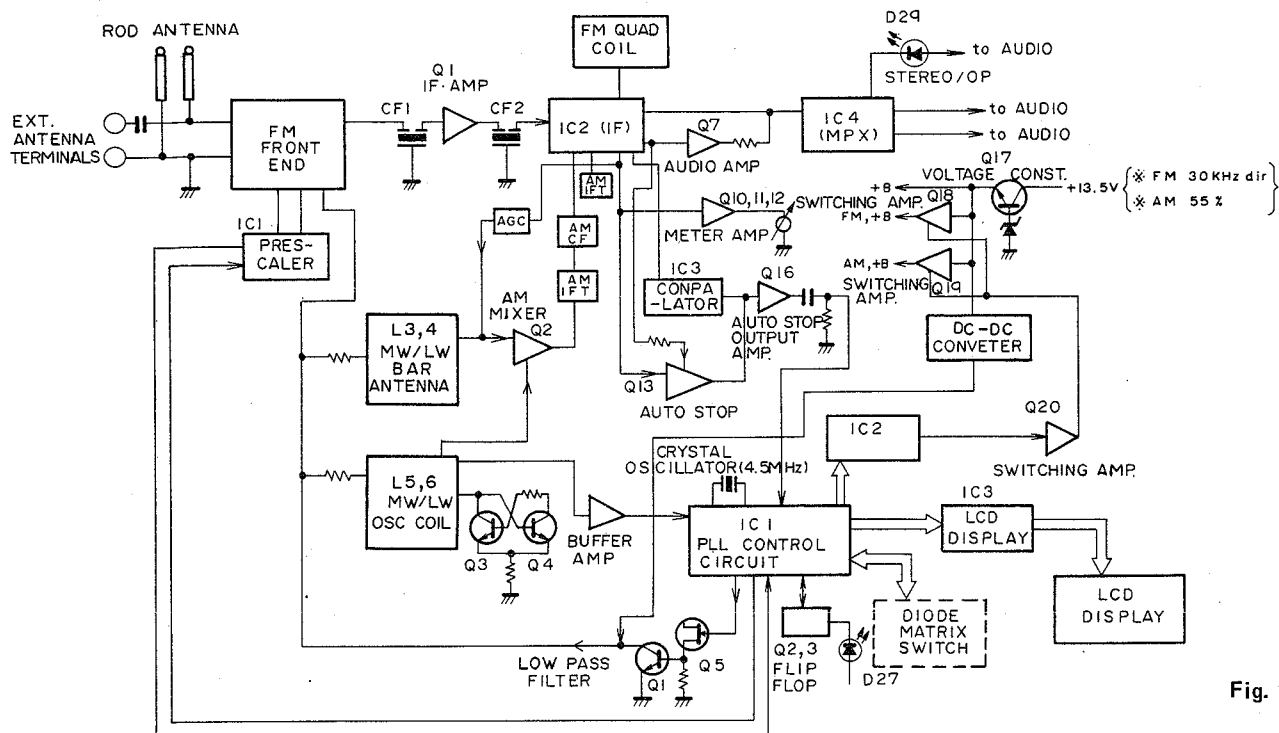 ROD ANTENNA
EXT.
ANTENNA
TERMINALS
FM
FRONT
END
IC1
PRES-
CALER
CF1
Q1
IF·AMP
CF2
FM QUAD
COIL
IC2 (IF)
Q7
AUDIO AMP
IC4
(MPX)
D29
STEREO/OP
to AUDIO
to AUDIO
to AUDIO
AM
IFT
AM
CF
AM
IFT
AGC
Q10,11,12
METER AMP
IC3
CONPA
-LATOR
Q16
AUTO STOP
OUTPUT
AMP.
Q13
AUTO STOP
Q17
VOLTAGE CONST.
+B
SWITCHING AMP.
Q18
FM,+B
AM,+B
SWITCHING
AMP.
Q19
+13.5V
※ FM 30KHz dir
※ AM 55%
DC-DC
CONVETER
L3,4
MW/LW
BAR
ANTENNA
AM
MIXER
Q2
L5,6
MW/LW
OSC COIL
Q3
Q4
BUFFER
AMP
CRYSTAL
OSCILLATOR(4.5MHz)
IC1
PLL CONTROL
CIRCUIT
IC2
Q20
SWITCHING AMP.
IC3
LCD
DISPLAY
LCD
DISPLAY
DIODE
MATRIX
SWITCH
Q2,3
FLIP
FLOP
D27
LOW PASS
FILTER
Q1
Q5
Fig.